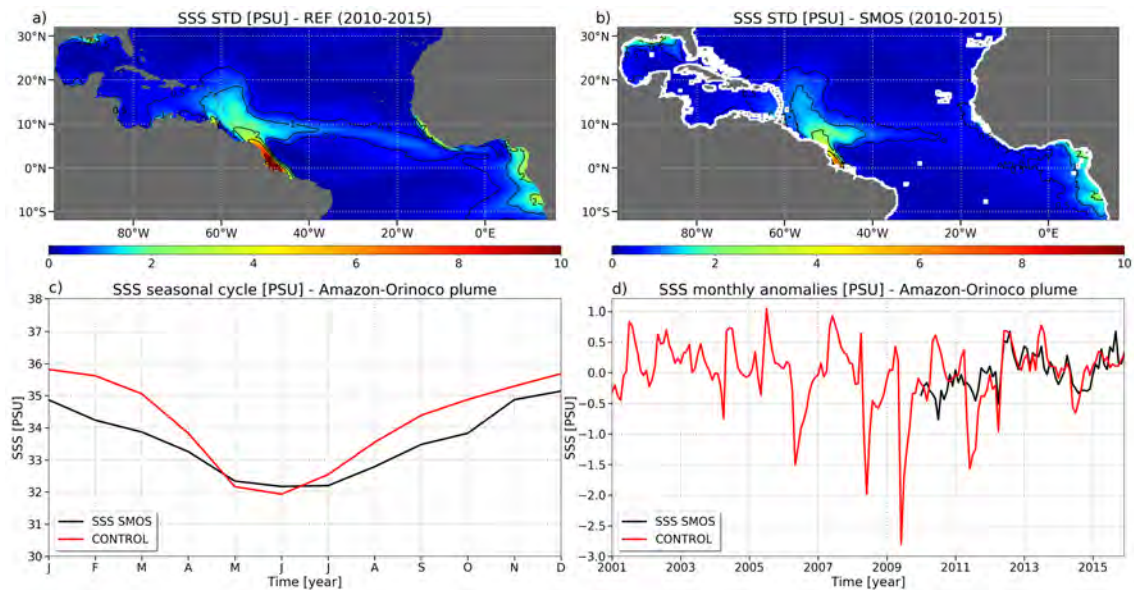 a) SSS STD [PSU] - REF (2010-2015)
30°N
20°N
10°N
0°N
10°S
80°W 60°W 40°W 20°W 0°E
0 2 4 6 8 10
b) SSS STD [PSU] - SMOS (2010-2015)
30°N
20°N
10°N
0°N
10°S
80°W 60°W 40°W 20°W 0°E
0 2 4 6 8 10
c) SSS seasonal cycle [PSU] - Amazon-Orinoco plume
SSS [PSU]
38
37
36
35
34
33
32
31
30
SSS SMOS
CONTROL
J F M A M J J A S O N D
Time [year]
d) SSS monthly anomalies [PSU] - Amazon-Orinoco plume
SSS [PSU]
1.0
0.5
0.0
−0.5
−1.0
−1.5
−2.0
−2.5
−3.0
SSS SMOS
CONTROL
2001 2003 2005 2007 2009 2011 2013 2015
Time [year]